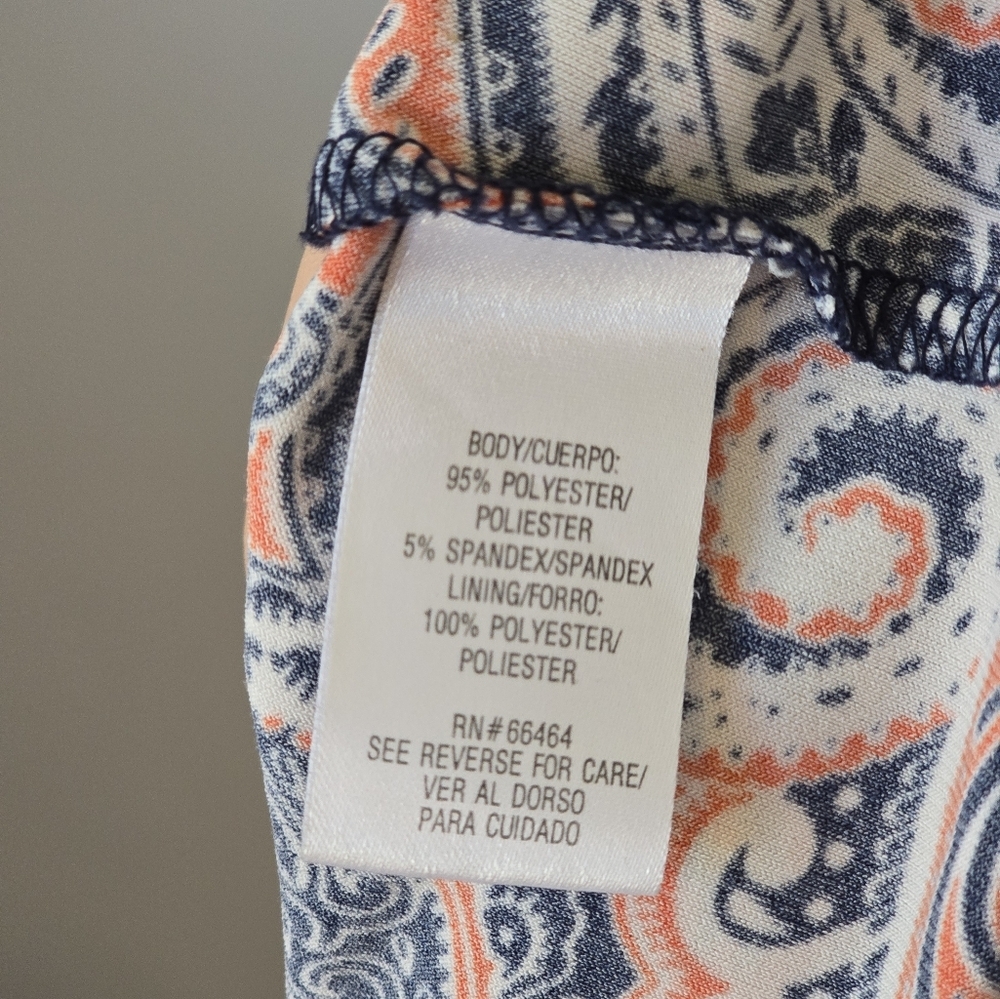 BODY/CUERPO:
95% POLYESTER/
POLIESTER
5% SPANDEX/SPANDEX
LINING/FORRO:
100% POLYESTER/
POLIESTER
RN#66464
SEE REVERSE FOR CARE/
VER AL DORSO
PARA CUIDADO